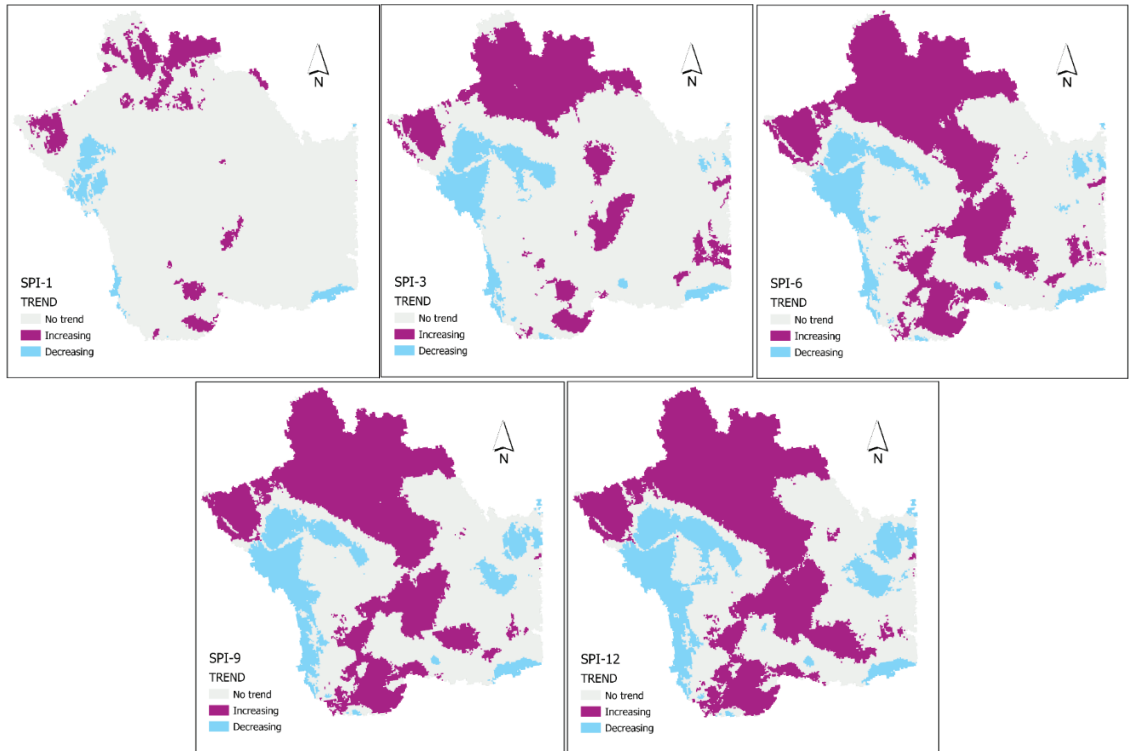 N
SPI-1
TREND
No trend
Increasing
Decreasing
N
SPI-3
TREND
No trend
Increasing
Decreasing
N
SPI-6
TREND
No trend
Increasing
Decreasing
N
SPI-9
TREND
No trend
Increasing
Decreasing
N
SPI-12
TREND
No trend
Increasing
Decreasing